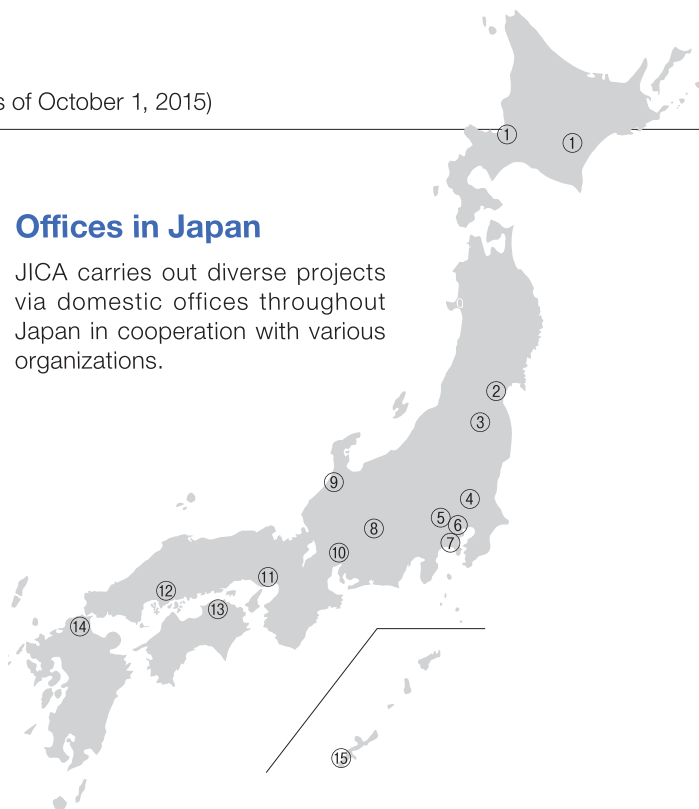 s of October 1, 2015)
Offices in Japan
JICA carries out diverse projects
via domestic offices throughout
Japan in cooperation with various
organizations.
①
①
②
③
④
⑤
⑥
⑦
⑧
⑨
⑩
⑪
⑫
⑬
⑭
⑮